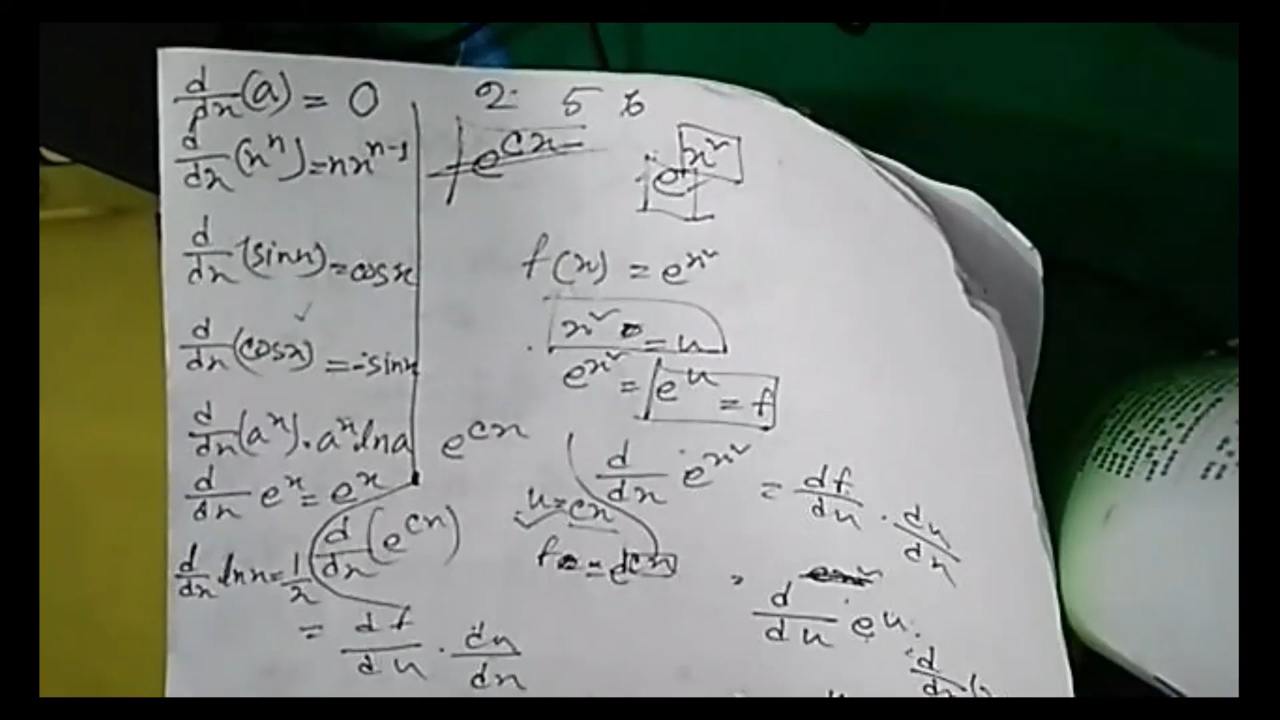 d/dx (a) = 0
d/dx (x^n) = nx^(n-1)
d/dx (sinx) = cosx
d/dx (cosx) = -sinx
d/dx (a^x) . a^x lna
d/dx e^x = e^x
d/dx lnx = 1/x
2 5
e^(cx)
e^(x²)
f(x) = e^(x²)
x² = u
e^(x²) = e^u = f
e^(cx)
u = cx
d/dx (e^(cx))
= df/du . du/dx
d/dx e^(x²) = df/du . du/dx
d/du e^u .
d/dx (